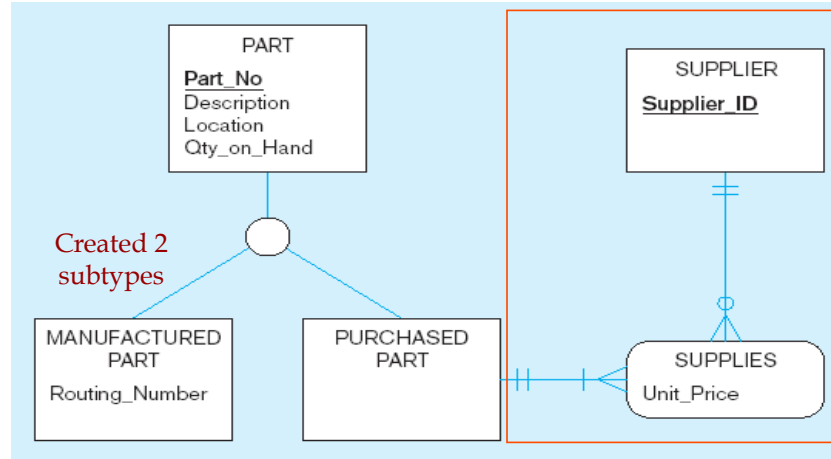 PART
Part_No
Description
Location
Qty_on_Hand
SUPPLIER
Supplier_ID
Created 2
subtypes
MANUFACTURED
PART
Routing_Number
PURCHASED
PART
SUPPLIES
Unit_Price